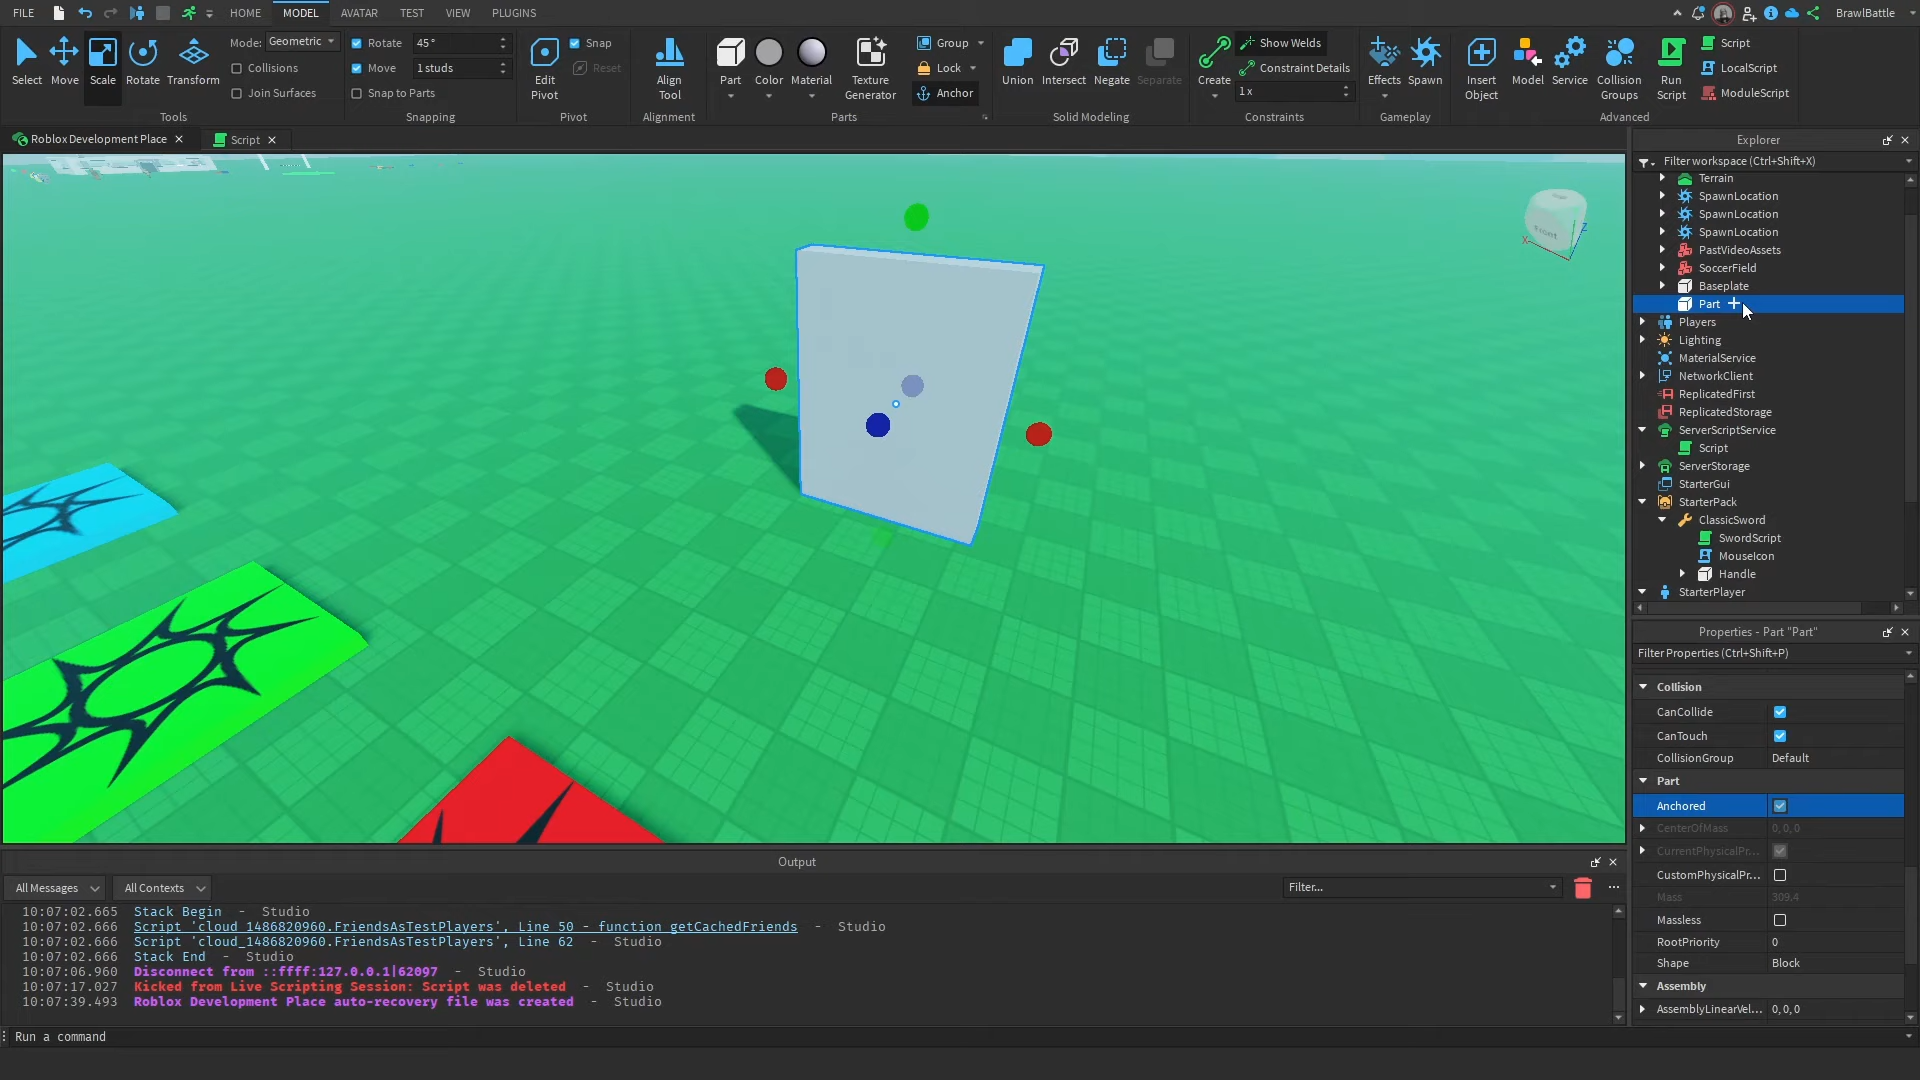 FILE HOME MODEL AVATAR TEST VIEW PLUGINS BrawlBattle
Select Move Scale Rotate Transform
Mode: Geometric
Collisions
Join Surfaces
Tools
Rotate 45°
Move 1 studs
Snap to Parts
Snapping
Edit Pivot
Snap
Reset
Pivot
Align Tool
Alignment
Part Color Material Texture Generator
Group
Lock
Anchor
Parts
Union Intersect Negate Separate
Solid Modeling
Create
Show Welds
Constraint Details
1 x
Constraints
Effects Spawn
Gameplay
Insert Object
Model Service
Collision Groups
Run Script
Script
LocalScript
ModuleScript
Advanced
Roblox Development Place Script
Front
X
Z
Explorer
Filter workspace (Ctrl+Shift+X)
Terrain
SpawnLocation
SpawnLocation
SpawnLocation
PastVideoAssets
SoccerField
Baseplate
Part
Players
Lighting
MaterialService
NetworkClient
ReplicatedFirst
ReplicatedStorage
ServerScriptService
Script
ServerStorage
StarterGui
StarterPack
ClassicSword
SwordScript
MouseIcon
Handle
StarterPlayer
Properties - Part "Part"
Filter Properties (Ctrl+Shift+P)
Collision
CanCollide
CanTouch
CollisionGroup Default
Part
Anchored
CenterOfMass 0, 0, 0
CurrentPhysicalPr...
CustomPhysicalPr...
Mass 309.4
Massless
RootPriority 0
Shape Block
Assembly
AssemblyLinearVel... 0, 0, 0
Output
All Messages All Contexts Filter...
10:07:02.665 Stack Begin - Studio
10:07:02.666 Script 'cloud_1486820960.FriendsAsTestPlayers', Line 50 - function getCachedFriends - Studio
10:07:02.666 Script 'cloud_1486820960.FriendsAsTestPlayers', Line 62 - Studio
10:07:02.666 Stack End - Studio
10:07:06.960 Disconnect from ::ffff:127.0.0.1|62097 - Studio
10:07:17.027 Kicked from Live Scripting Session: Script was deleted - Studio
10:07:39.493 Roblox Development Place auto-recovery file was created - Studio
Run a command